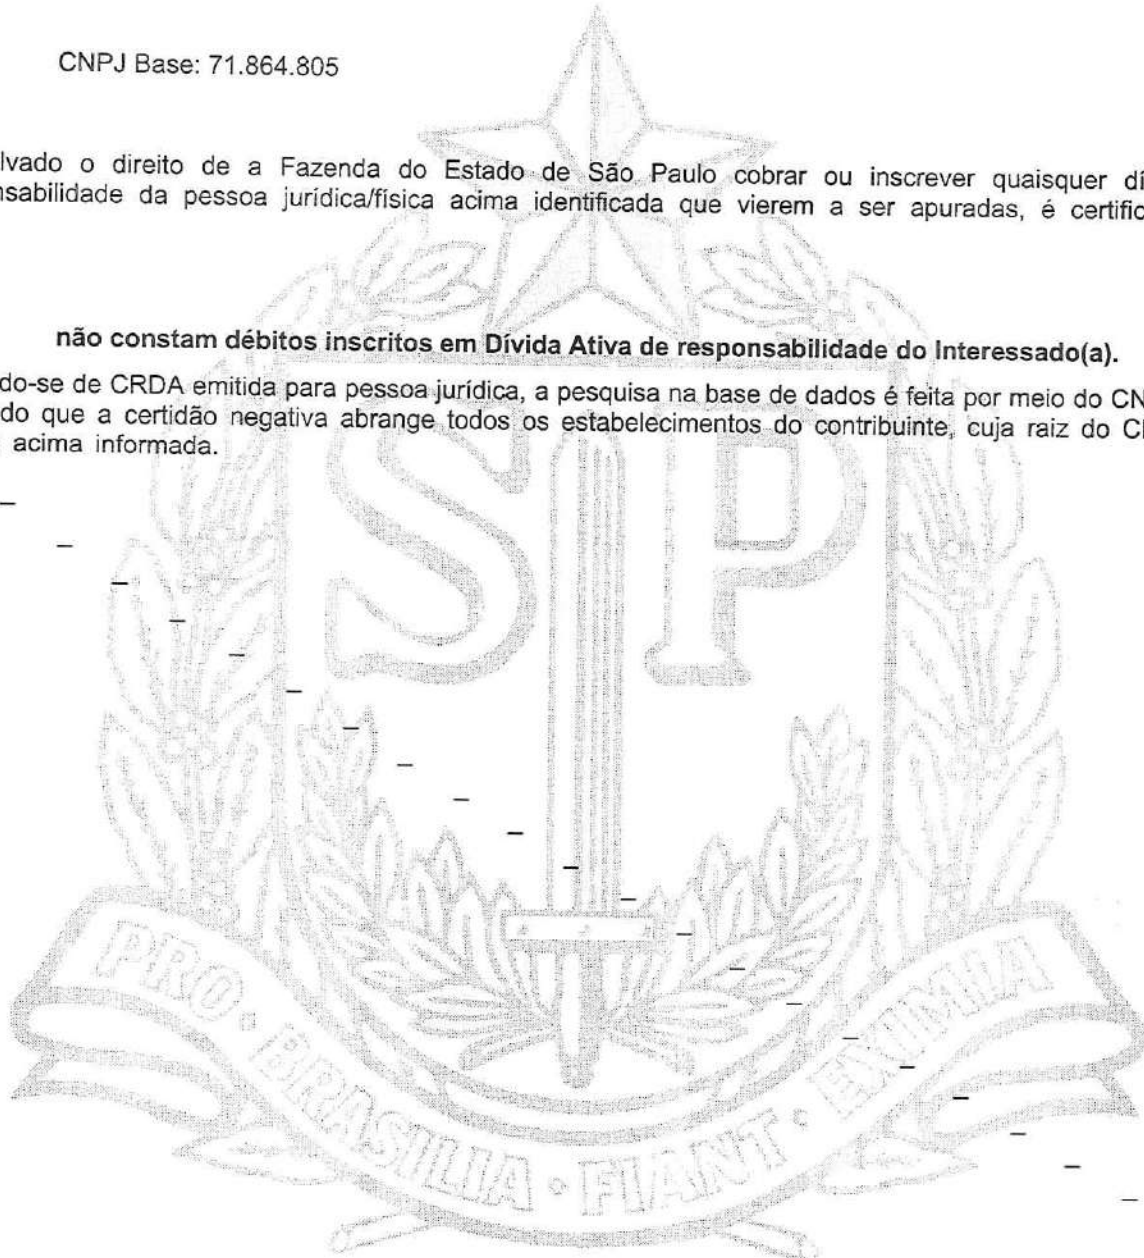 CNPJ Base: 71.864.805
lvado o direito de a Fazenda do Estado de São Paulo cobrar ou inscrever quaisquer dí
nsabilidade da pessoa jurídica/física acima identificada que vierem a ser apuradas, é certific
não constam débitos inscritos em Dívida Ativa de responsabilidade do Interessado(a).
do-se de CRDA emitida para pessoa jurídica, a pesquisa na base de dados é feita por meio do CN
do que a certidão negativa abrange todos os estabelecimentos do contribuinte, cuja raiz do C
acima informada.
SP
PRO · BRASILIA · FIANT · EXIMIA